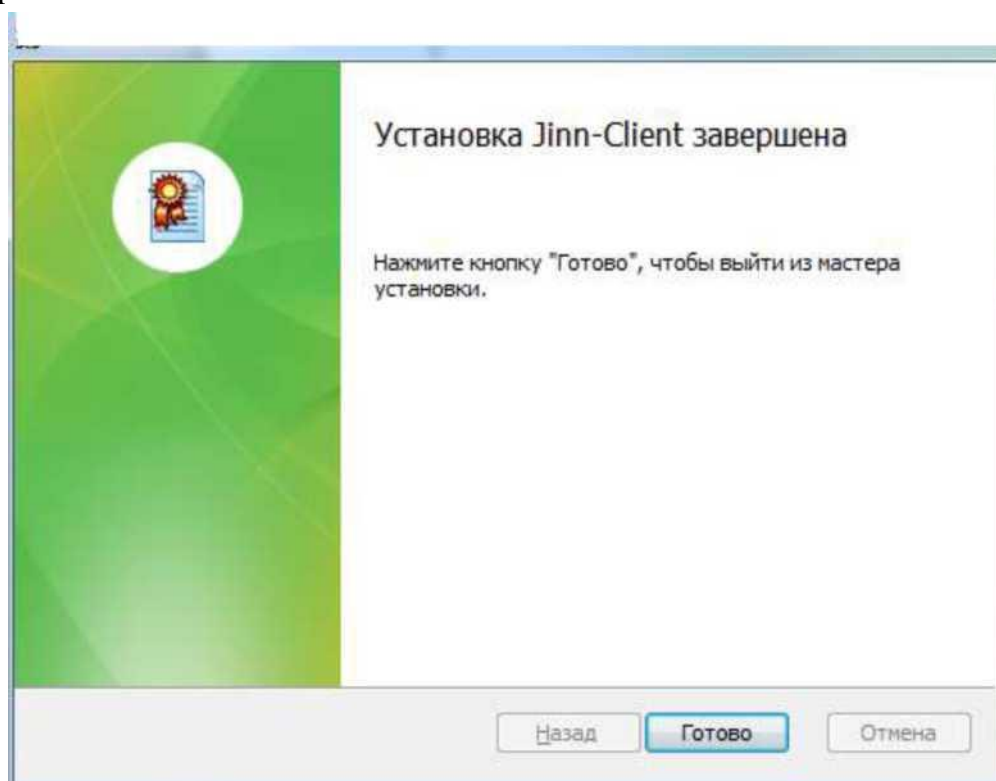 Установка Jinn-Client завершена
Нажмите кнопку "Готово", чтобы выйти из мастера
установки.
Назад
Готово
Отмена